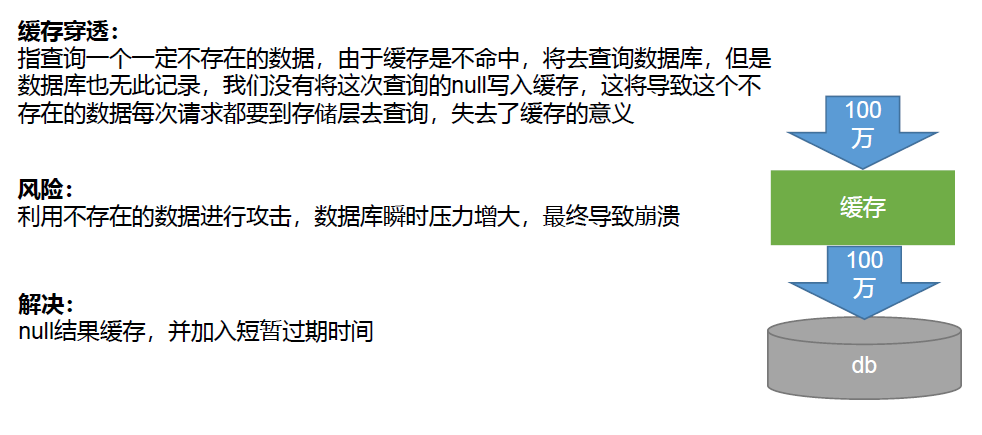 缓存穿透：
指查询一个一定不存在的数据，由于缓存是不命中，将去查询数据库，但是
数据库也无此记录，我们没有将这次查询的null写入缓存，这将导致这个不
存在的数据每次请求都要到存储层去查询，失去了缓存的意义
风险：
利用不存在的数据进行攻击，数据库瞬时压力增大，最终导致崩溃
解决：
null结果缓存，并加入短暂过期时间
100
万
缓存
100
万
db